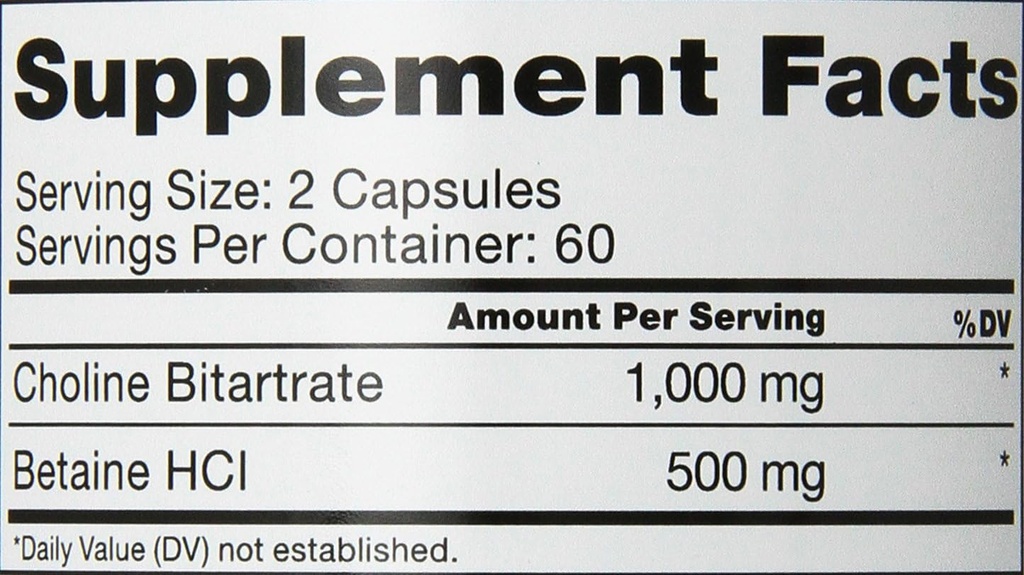 Supplement Facts
Serving Size: 2 Capsules
Servings Per Container: 60
Amount Per Serving %DV
Choline Bitartrate 1,000 mg *
Betaine HCl 500 mg *
*Daily Value (DV) not established.